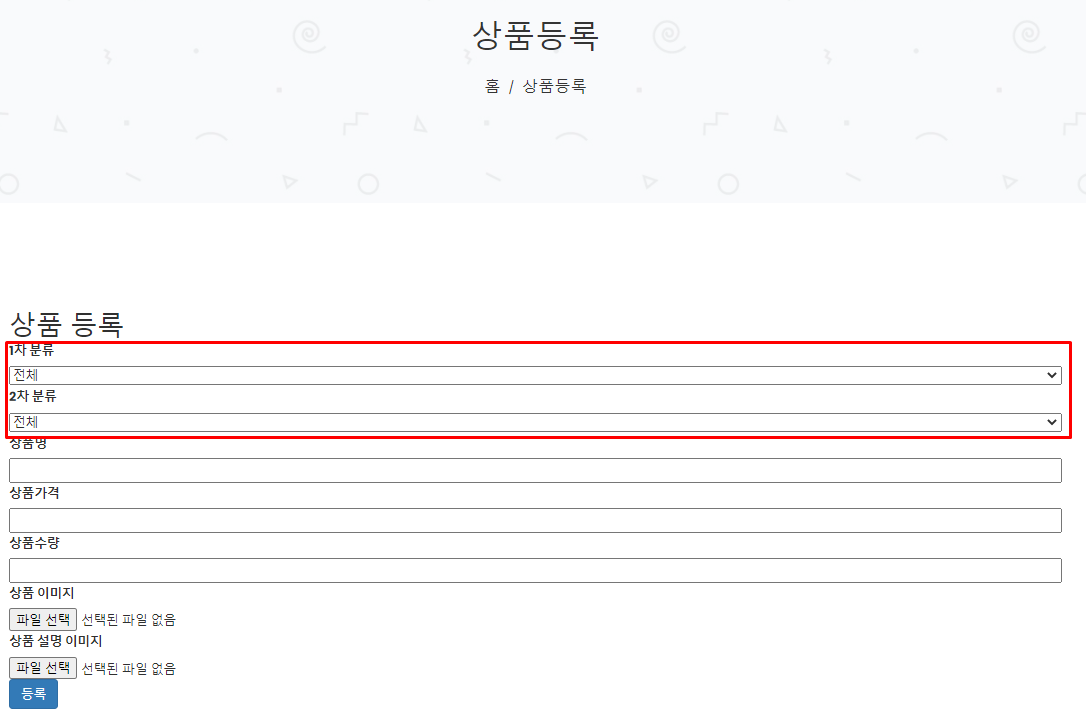 상품등록
홈 / 상품등록
상품 등록
1차 분류
전체
2차 분류
전체
상품명
상품가격
상품수량
상품 이미지
파일 선택 선택된 파일 없음
상품 설명 이미지
파일 선택 선택된 파일 없음
등록